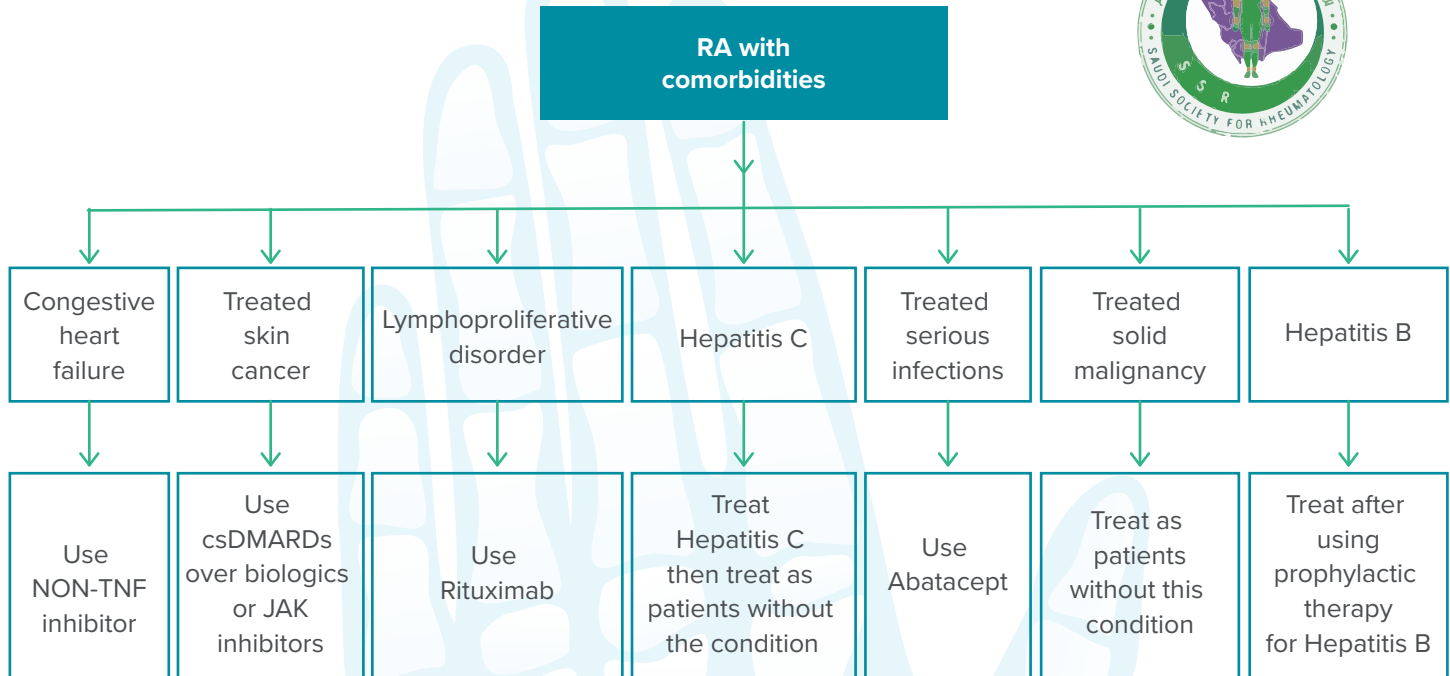 RA with
comorbidities
S S R
SAUDI SOCIETY FOR RHEUMATOLOGY
Congestive
heart
failure
Treated
skin
cancer
Lymphoproliferative
disorder
Hepatitis C
Treated
serious
infections
Treated
solid
malignancy
Hepatitis B
Use
NON-TNF
inhibitor
Use
csDMARDs
over biologics
or JAK
inhibitors
Use
Rituximab
Treat
Hepatitis C
then treat as
patients without
the condition
Use
Abatacept
Treat as
patients
without this
condition
Treat after
using
prophylactic
therapy
for Hepatitis B